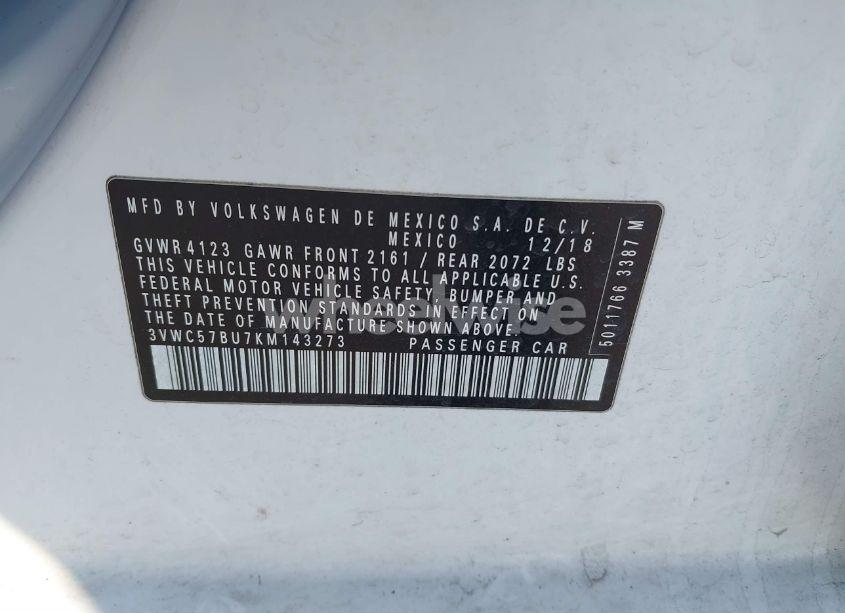 MFD BY VOLKSWAGEN DE MEXICO S.A. DE C.V.
MEXICO 12/18
GVWR 4123 GAWR FRONT 2161 / REAR 2072 LBS
THIS VEHICLE CONFORMS TO ALL APPLICABLE U.S.
FEDERAL MOTOR VEHICLE SAFETY, BUMPER AND
THEFT PREVENTION STANDARDS IN EFFECT ON
THE DATE OF MANUFACTURE SHOWN ABOVE.
3VWC57BU7KM143273 PASSENGER CAR
5011766 3387 M
wheelwise